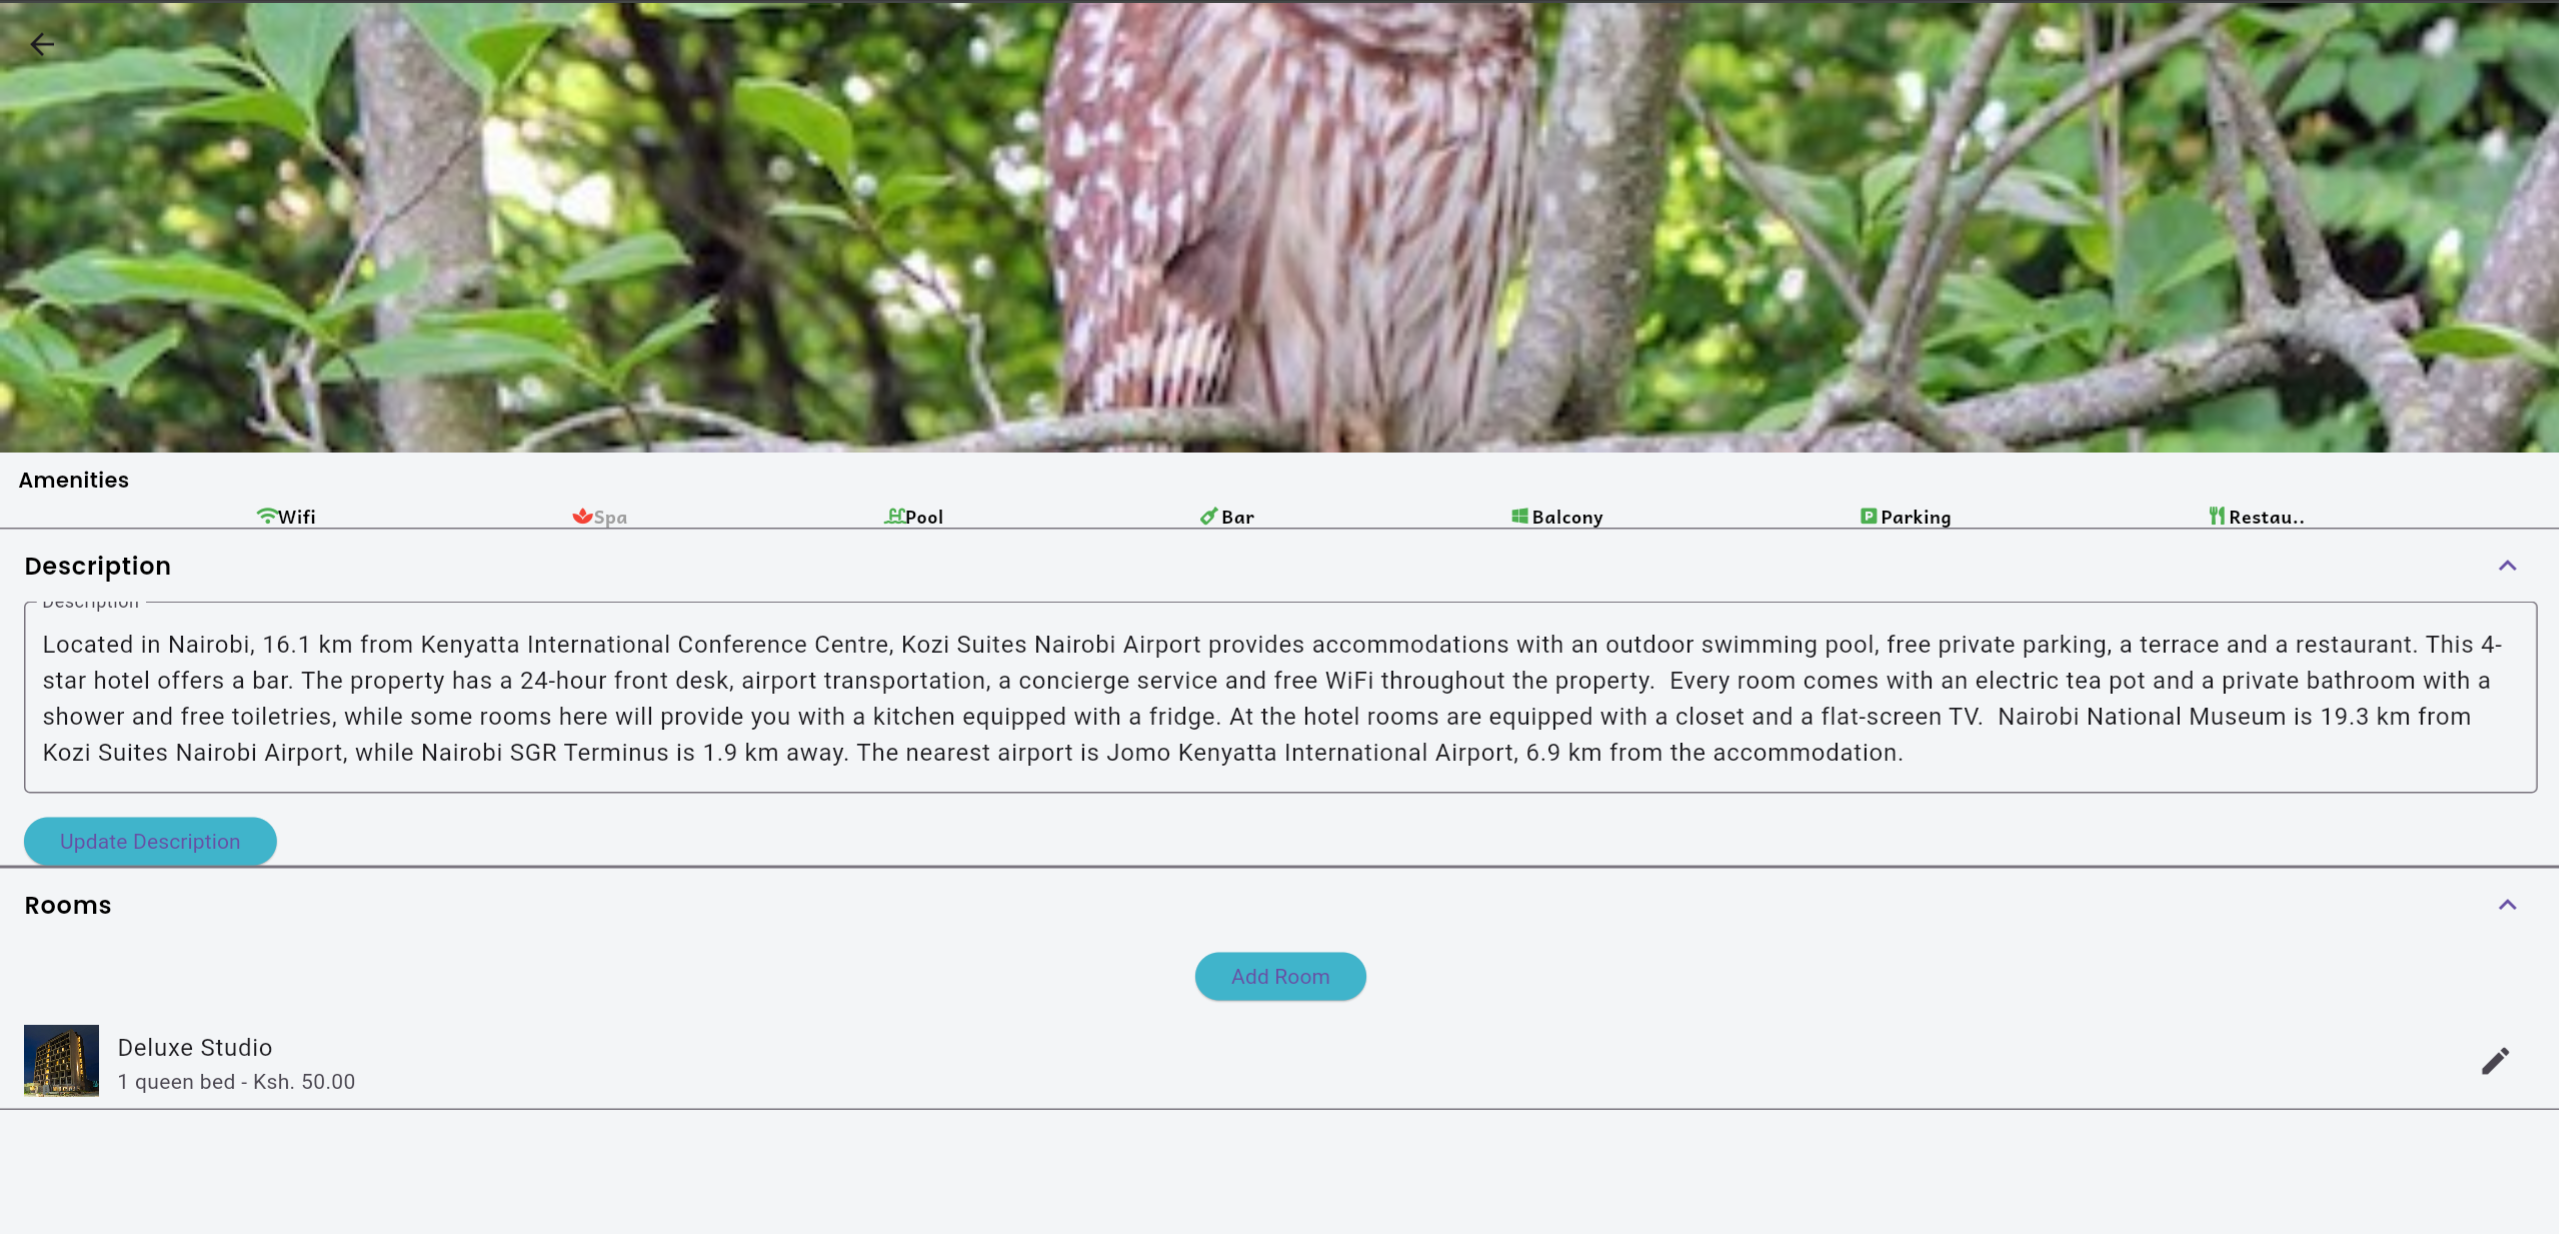 Amenities
Wifi Spa Pool Bar Balcony Parking Restau..
Description
Description
Located in Nairobi, 16.1 km from Kenyatta International Conference Centre, Kozi Suites Nairobi Airport provides accommodations with an outdoor swimming pool, free private parking, a terrace and a restaurant. This 4-
star hotel offers a bar. The property has a 24-hour front desk, airport transportation, a concierge service and free WiFi throughout the property.  Every room comes with an electric tea pot and a private bathroom with a
shower and free toiletries, while some rooms here will provide you with a kitchen equipped with a fridge. At the hotel rooms are equipped with a closet and a flat-screen TV.  Nairobi National Museum is 19.3 km from
Kozi Suites Nairobi Airport, while Nairobi SGR Terminus is 1.9 km away. The nearest airport is Jomo Kenyatta International Airport, 6.9 km from the accommodation.
Update Description
Rooms
Add Room
Deluxe Studio
1 queen bed - Ksh. 50.00